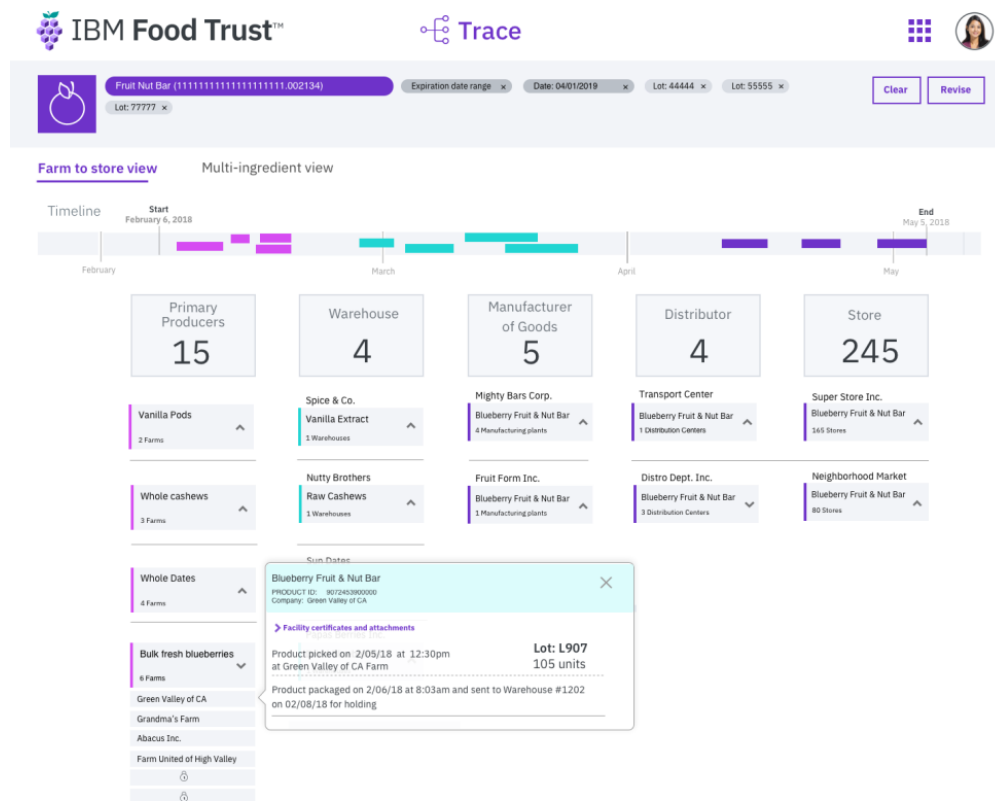 IBM Food Trust™
Trace
Fruit Nut Bar (11111111111111111111.002134)
Expiration date range ×
Date: 04/01/2019 ×
Lot: 44444 ×
Lot: 55555 ×
Clear
Revise
Lot: 77777 ×
Farm to store view
Multi-ingredient view
Timeline
Start
February 6, 2018
End
May 5, 2018
February
March
April
May
Primary
Producers
15
Warehouse
4
Manufacturer
of Goods
5
Distributor
4
Store
245
Vanilla Pods
2 Farms
Spice & Co.
Vanilla Extract
1 Warehouses
Mighty Bars Corp.
Blueberry Fruit & Nut Bar
4 Manufacturing plants
Transport Center
Blueberry Fruit & Nut Bar
1 Distribution Centers
Super Store Inc.
Blueberry Fruit & Nut Bar
165 Stores
Whole cashews
3 Farms
Nutty Brothers
Raw Cashews
1 Warehouses
Fruit Form Inc.
Blueberry Fruit & Nut Bar
1 Manufacturing plants
Distro Dept. Inc.
Blueberry Fruit & Nut Bar
3 Distribution Centers
Neighborhood Market
Blueberry Fruit & Nut Bar
80 Stores
Whole Dates
4 Farms
Sun Dates
Blueberry Fruit & Nut Bar
PRODUCT ID: 9072453900000
Company: Green Valley of CA
Facility certificates and attachments
Papas Berries Inc.
Product picked on 2/05/18 at 12:30pm
at Green Valley of CA Farm
Lot: L907
105 units
Product packaged on 2/06/18 at 8:03am and sent to Warehouse #1202
on 02/08/18 for holding
Bulk fresh blueberries
6 Farms
Green Valley of CA
Grandma's Farm
Abacus Inc.
Farm United of High Valley